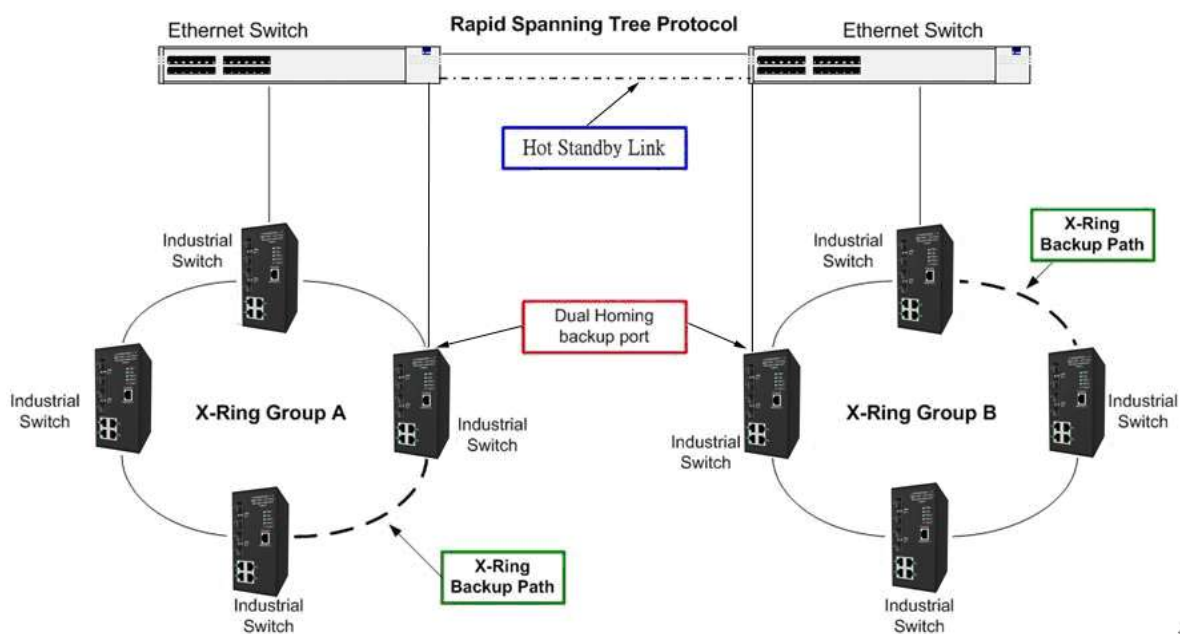 Rapid Spanning Tree Protocol
Ethernet Switch
Ethernet Switch
Hot Standby Link
Industrial
Switch
Industrial
Switch
X-Ring
Backup Path
Dual Homing
backup port
Industrial
Switch
X-Ring Group A
Industrial
Switch
Industrial
Switch
X-Ring Group B
Industrial
Switch
X-Ring
Backup Path
Industrial
Switch
Industrial
Switch